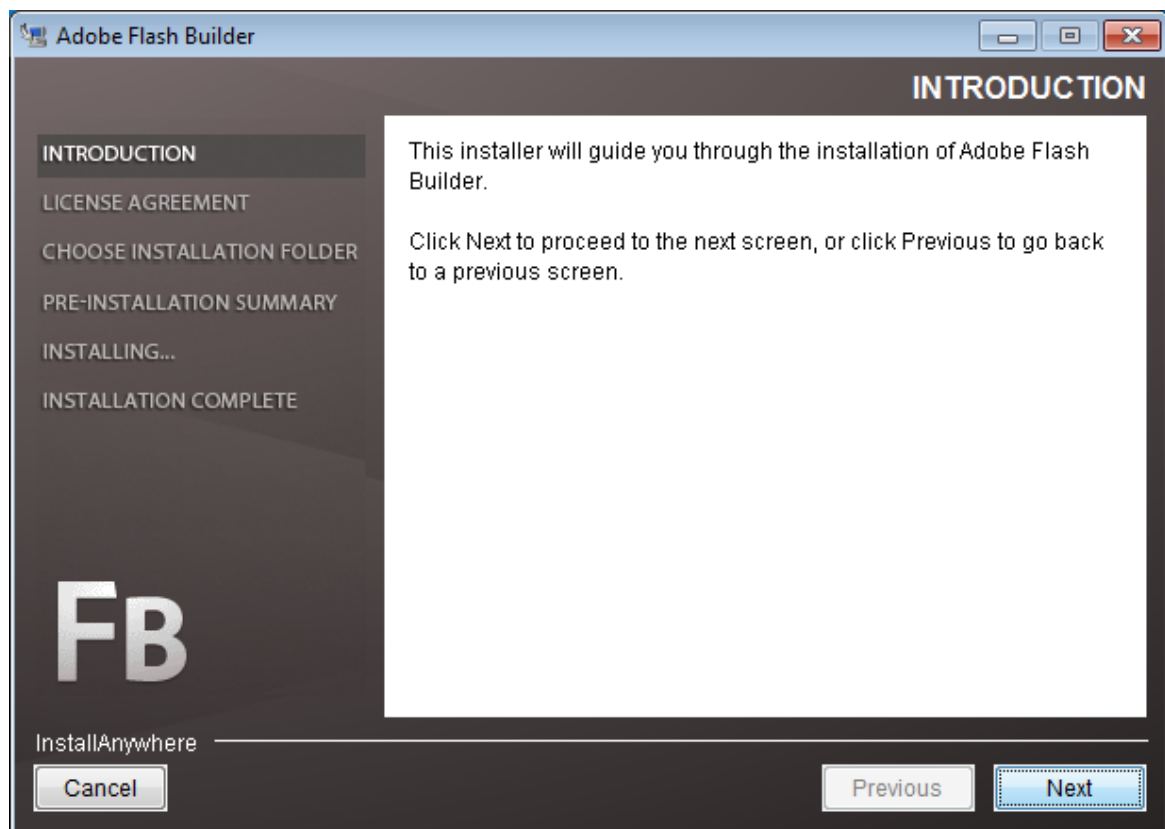 Adobe Flash Builder
INTRODUCTION
INTRODUCTION
LICENSE AGREEMENT
CHOOSE INSTALLATION FOLDER
PRE-INSTALLATION SUMMARY
INSTALLING...
INSTALLATION COMPLETE
This installer will guide you through the installation of Adobe Flash
Builder.
Click Next to proceed to the next screen, or click Previous to go back
to a previous screen.
FB
InstallAnywhere
Cancel
Previous
Next